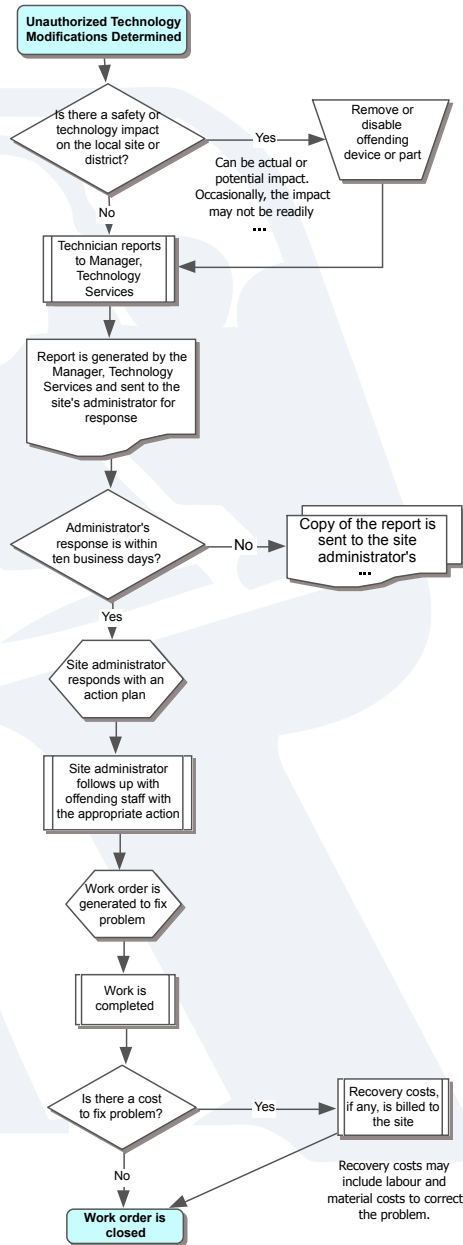 Unauthorized Technology
Modifications Determined
Is there a safety or
technology impact
on the local site or
district?
Yes
Remove or
disable
offending
device or part
Can be actual or
potential impact.
Occasionally, the impact
may not be readily
...
No
Technician reports
to Manager,
Technology
Services
Report is generated by the
Manager, Technology
Services and sent to the
site's administrator for
response
Administrator's
response is within
ten business days?
No
Copy of the report is
sent to the site
administrator's
...
Yes
Site administrator
responds with an
action plan
Site administrator
follows up with
offending staff with
the appropriate action
Work order is
generated to fix
problem
Work is
completed
Is there a cost
to fix problem?
Yes
Recovery costs,
if any, is billed to
the site
Recovery costs may
include labour and
material costs to correct
the problem.
No
Work order is
closed